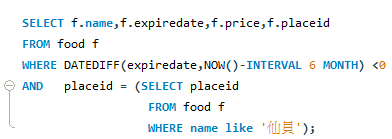 SELECT f.name,f.expiredate,f.price,f.placeid
FROM food f
WHERE DATEDIFF(expiredate,NOW()-INTERVAL 6 MONTH) <0
AND placeid = (SELECT placeid
FROM food f
WHERE name like '仙貝');